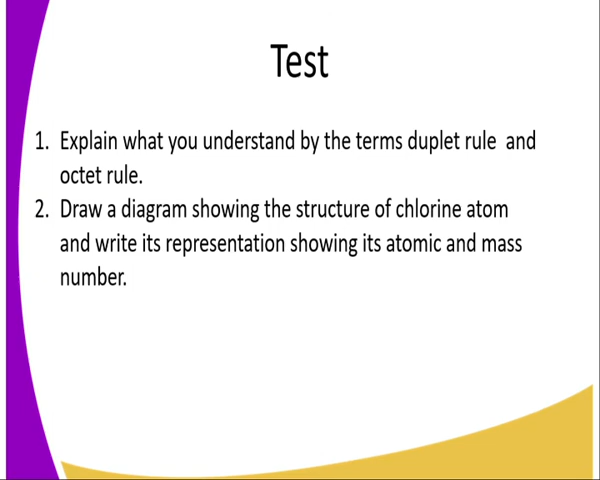 Test
1. Explain what you understand by the terms duplet rule and
octet rule.
2. Draw a diagram showing the structure of chlorine atom
and write its representation showing its atomic and mass
number.